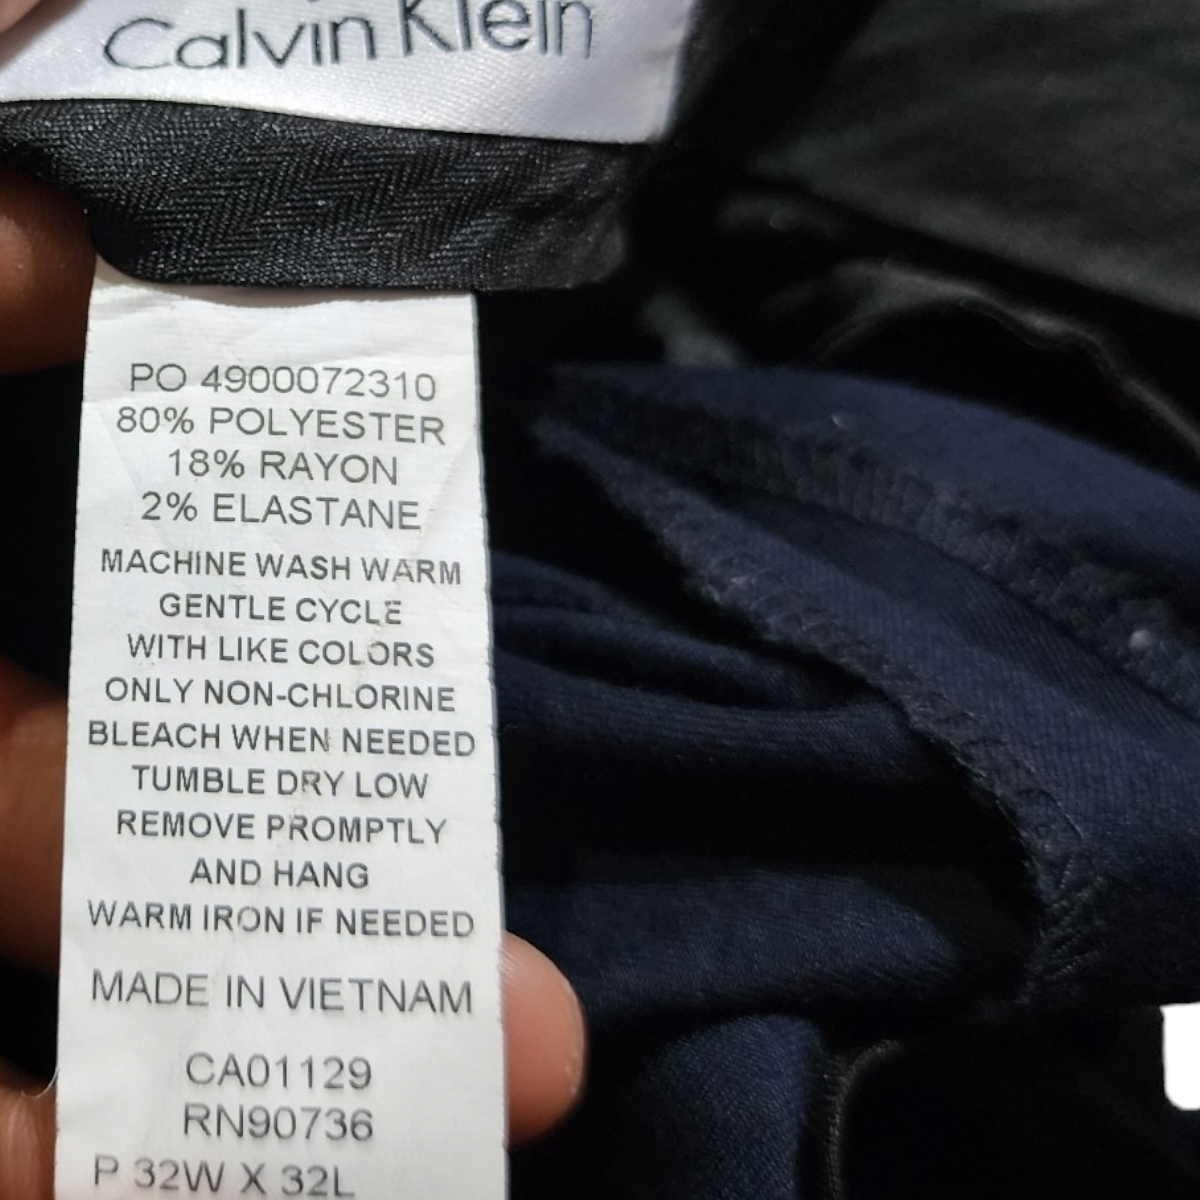 Calvin Klein
PO 4900072310
80% POLYESTER
18% RAYON
2% ELASTANE
MACHINE WASH WARM
GENTLE CYCLE
WITH LIKE COLORS
ONLY NON-CHLORINE
BLEACH WHEN NEEDED
TUMBLE DRY LOW
REMOVE PROMPTLY
AND HANG
WARM IRON IF NEEDED
MADE IN VIETNAM
CA01129
RN90736
P 32W X 32L